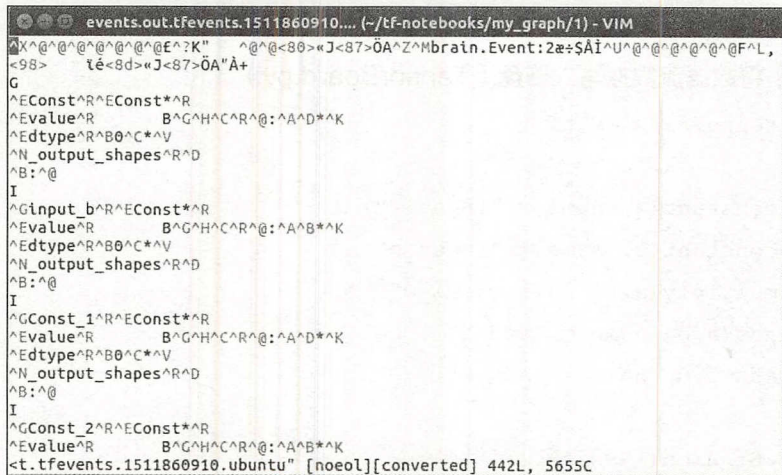 events.out.tfevents.1511860910.... (~/tf-notebooks/my_graph/1) - VIM
^X^@^@^@^@^@^@^@£^?K"    ^@^@<80>«J<87>ÖA^Z^Mbrain.Event:2æ÷$ÅÌ^U^@^@^@^@^@^@F^L,
<98>    ‡é<8d>«J<87>ÖA"À+
G
^EConst^R^EConst*^R
^Evalue^R        B^G^H^C^R^@:^A^D*^K
^Edtype^R^B0^C*^V
^N_output_shapes^R^D
^B:^@
I
^Ginput_b^R^EConst*^R
^Evalue^R        B^G^H^C^R^@:^A^B*^K
^Edtype^R^B0^C*^V
^N_output_shapes^R^D
^B:^@
I
^GConst_1^R^EConst*^R
^Evalue^R        B^G^H^C^R^@:^A^D*^K
^Edtype^R^B0^C*^V
^N_output_shapes^R^D
^B:^@
I
^GConst_2^R^EConst*^R
^Evalue^R        B^G^H^C^R^@:^A^B*^K
<t.tfevents.1511860910.ubuntu" [noeol][converted] 442L, 5655C